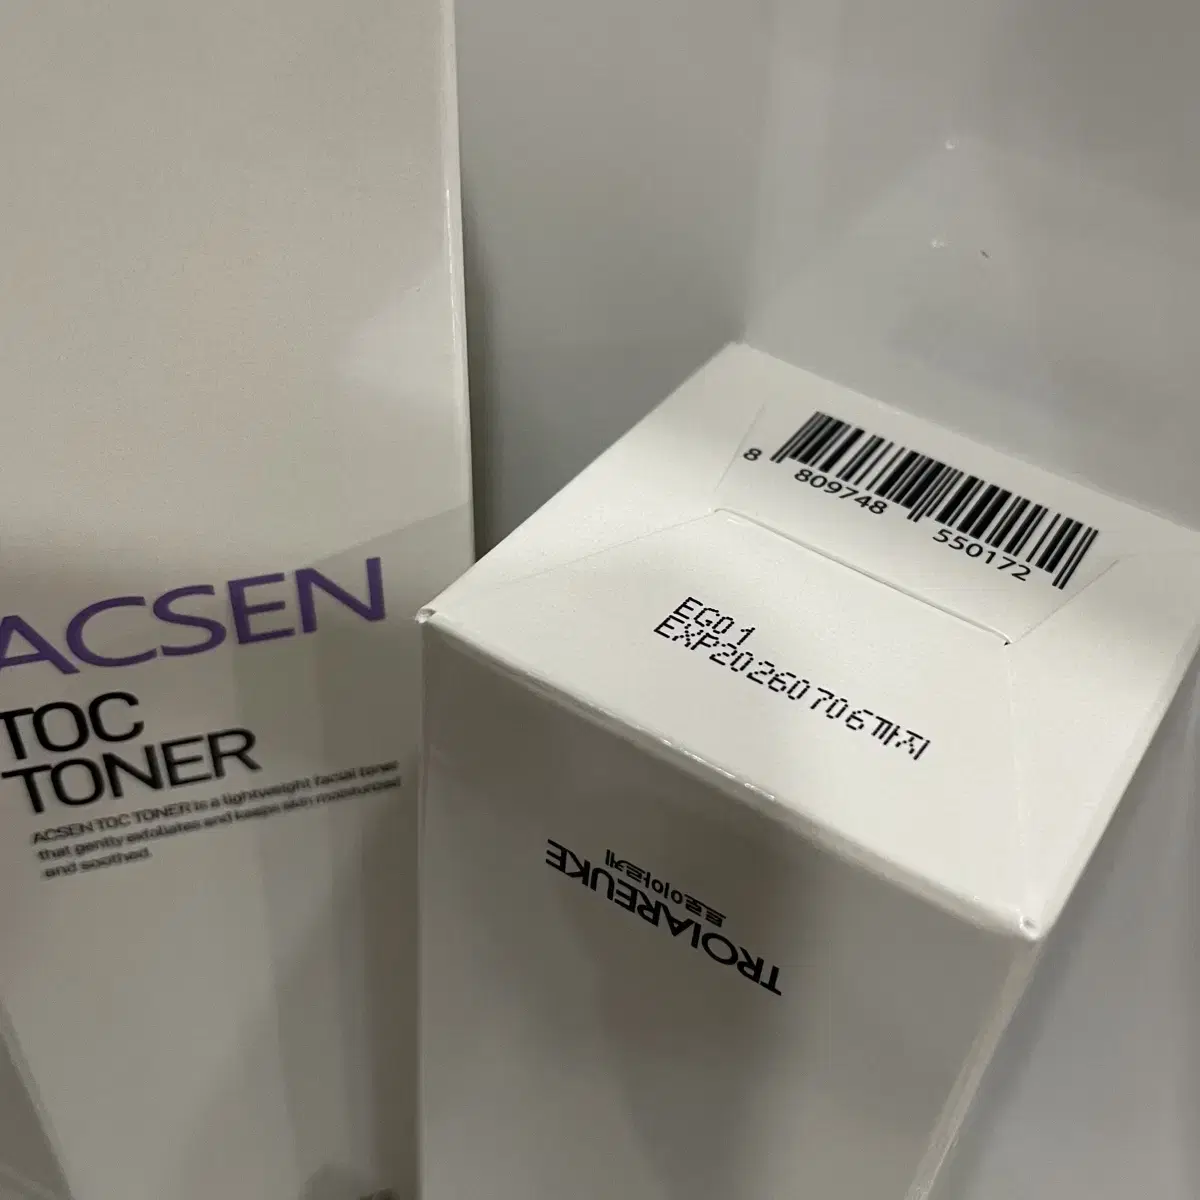 ACSEN
TOC
TONER
ACSEN TOC TONER is a lightweight facial toner
that gently exfoliates and keeps skin moisturized
and soothed.
8 809748 550172
EG01
EXP20260706까지
TROIAREUKE
트로이아르케